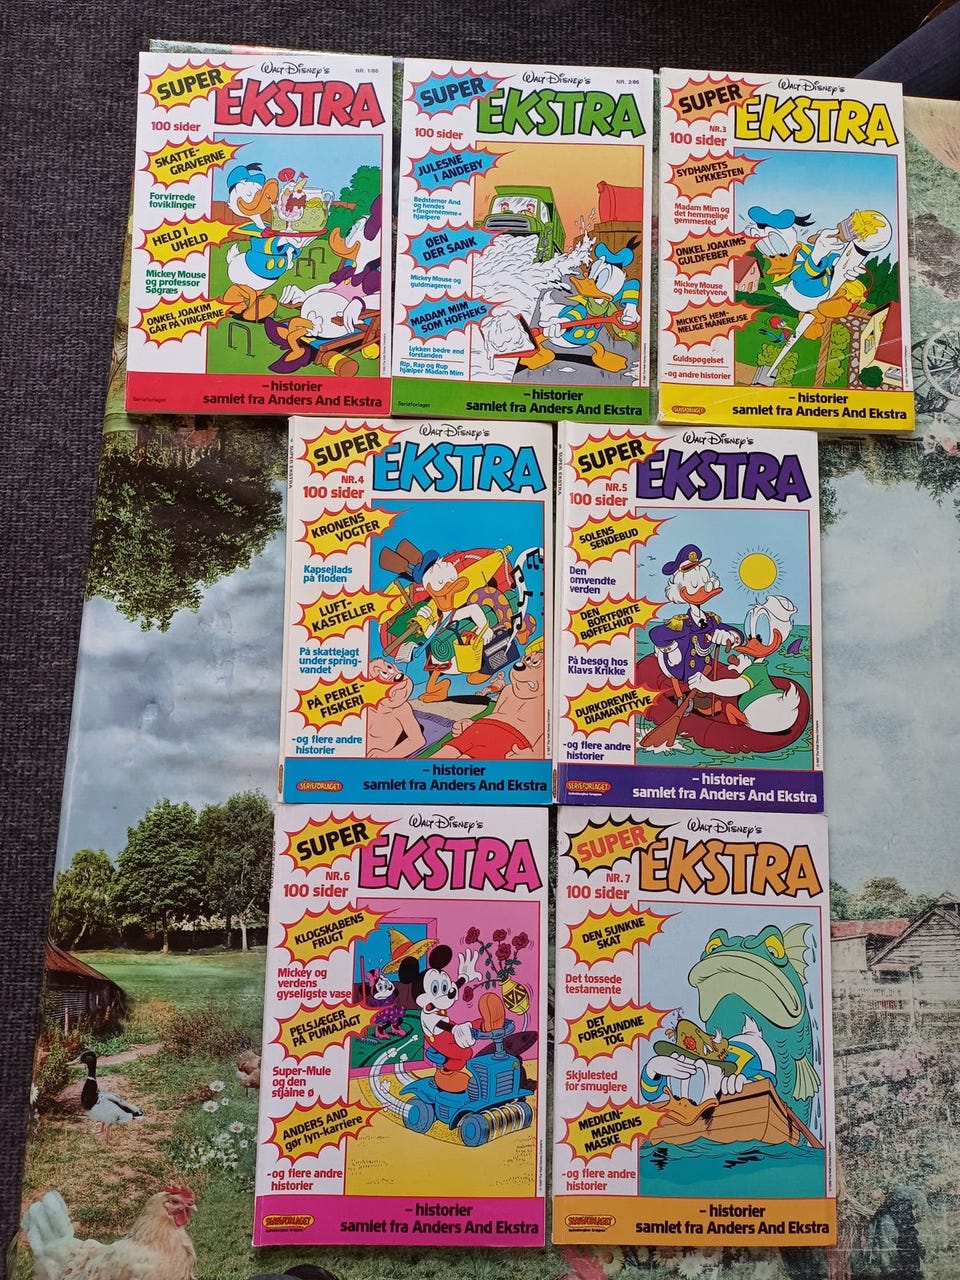 SUPER
WALT DISNEY'S
NR. 1/86
EKSTRA
100 sider
SKATTE-
GRAVERNE
Forvirrede
foviklinger
HELD I
UHELD
Mickey Mouse
og professor
Søgræs
ONKEL JOAKIM
GÅR PÅ VINGERNE
– historier
samlet fra Anders And Ekstra
Serieforlaget
SUPER
WALT DISNEY'S
NR. 2/86
EKSTRA
100 sider
JULESNE
I ANDEBY
Bedstemor And
og hendes
»fingernemme«
hjælpere
ØEN
DER SANK
Mickey Mouse og
guldmageren
MADAM MIM
SOM HOFHEKS
Lykken bedre end
forstanden
Rip, Rap og Rup
hjælper Madam Mim
– historier
samlet fra Anders And Ekstra
Serieforlaget
SUPER
WALT DISNEY'S
EKSTRA
NR. 3
100 sider
SYDHAVETS
LYKKESTEN
Madam Mim og
det hemmelige
gemmested
ONKEL JOAKIMS
GULDFEBER
Mickey Mouse
og hestetyvene
MICKEYS HEM-
MELIGE MÅNEREJSE
Guldspøgelset
- og andre historier
– historier
samlet fra Anders And Ekstra
SERIEFORLAGET
SUPER EKSTRA
SUPER
WALT DISNEY'S
EKSTRA
NR. 4
100 sider
KRONENS
VOGTER
Kapsejlads
på floden
LUFT-
KASTELLER
På skattejagt
under spring-
vandet
PÅ PERLE-
FISKERI
- og flere andre
historier
– historier
samlet fra Anders And Ekstra
SERIEFORLAGET
SUPER EKSTRA
SUPER
WALT DISNEY'S
EKSTRA
NR. 5
100 sider
SOLENS
SENDEBUD
Den
omvendte
verden
DEN
BORTFØRTE
BØFFELHUD
På besøg hos
Klavs Krikke
DURKDREVNE
DIAMANTTYVE
- og flere andre
historier
– historier
samlet fra Anders And Ekstra
SERIEFORLAGET
Gutenberghus Gruppen
SUPER
WALT DISNEY'S
EKSTRA
NR. 6
100 sider
KLOGSKABENS
FRUGT
Mickey og
verdens
gyseligste vase
PELSJÆGER
PÅ PUMAJAGT
Super-Mule
og den
stjålne ø
ANDERS AND
gør lyn-karriere
- og flere andre
historier
– historier
samlet fra Anders And Ekstra
SERIEFORLAGET
Gutenberghus Gruppen
SUPER
WALT DISNEY'S
EKSTRA
NR. 7
100 sider
DEN SUNKNE
SKAT
Det tossede
testamente
DET
FORSVUNDNE
TOG
Skjulested
for smuglere
MEDICIN-
MANDENS
MASKE
- og flere andre
historier
– historier
samlet fra Anders And Ekstra
SERIEFORLAGET
Gutenberghus Gruppen